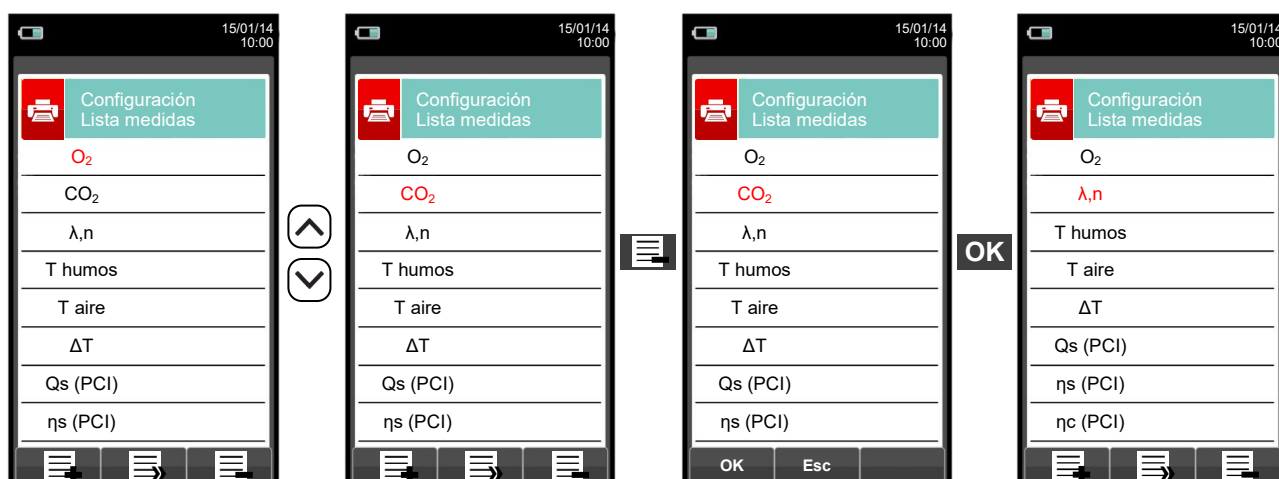 15/01/14
10:00
Configuración
Lista medidas
O₂
CO₂
λ,n
T humos
T aire
ΔT
Qs (PCI)
ηs (PCI)
15/01/14
10:00
Configuración
Lista medidas
O₂
CO₂
λ,n
T humos
T aire
ΔT
Qs (PCI)
ηs (PCI)
15/01/14
10:00
Configuración
Lista medidas
O₂
CO₂
λ,n
T humos
T aire
ΔT
Qs (PCI)
ηs (PCI)
OK Esc
OK
15/01/14
10:00
Configuración
Lista medidas
O₂
λ,n
T humos
T aire
ΔT
Qs (PCI)
ηs (PCI)
ηc (PCI)